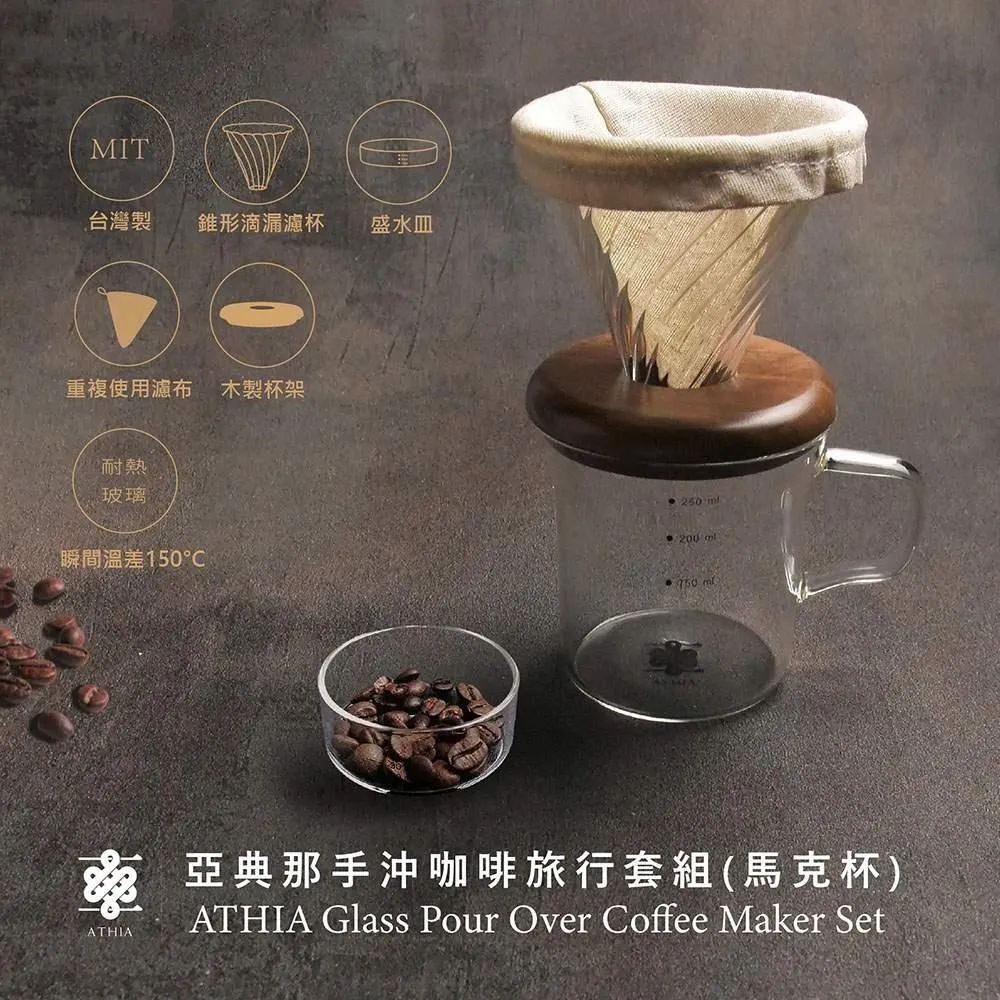 MIT
台灣製
錐形滴漏濾杯
盛水皿
重複使用濾布
木製杯架
耐熱
玻璃
瞬間溫差150°C
250 ml
200 ml
150 ml
ATHIA
ATHIA
亞典那手沖咖啡旅行套組(馬克杯)
ATHIA Glass Pour Over Coffee Maker Set